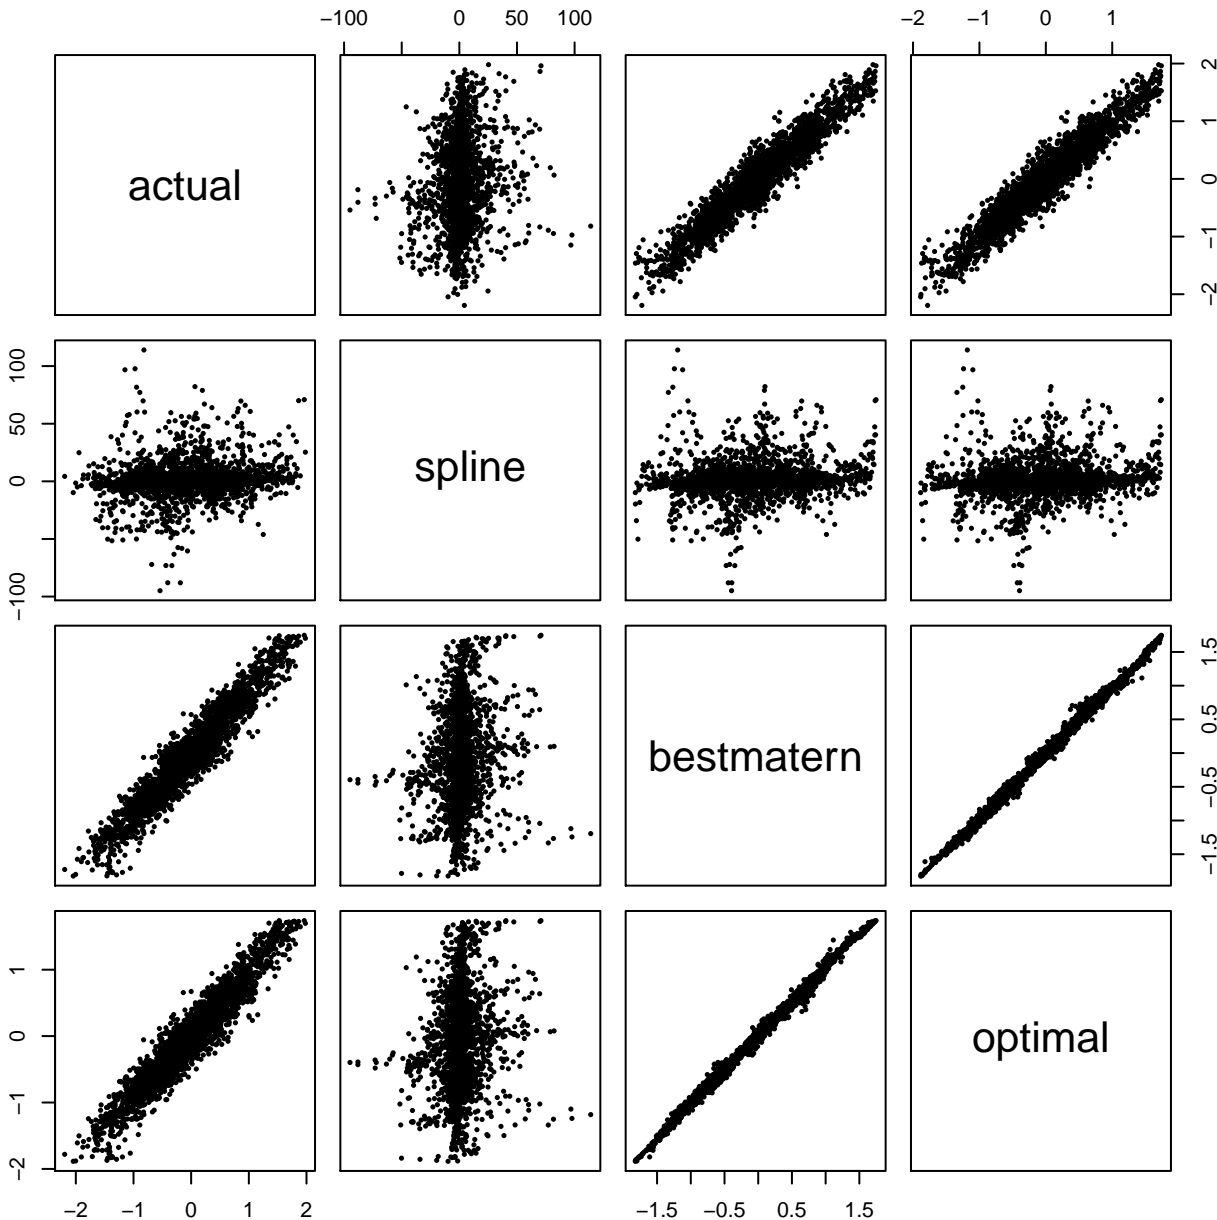 −100 0 50 100 −2 −1 0 1
actual
−2 −1 0 1 2
−100 0 50 100
spline
bestmatern
−1.5 −0.5 0.5 1.5
−2 −1 0 1
optimal
−2 −1 0 1 2 −1.5 −0.5 0.5 1.5